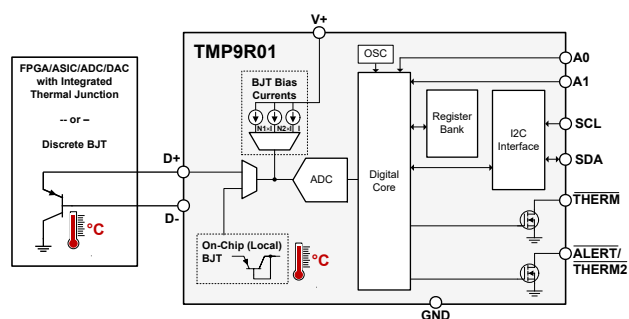 V+
TMP9R01
FPGA/ASIC/ADC/DAC
with Integrated
Thermal Junction
-- or –
Discrete BJT
°C
BJT Bias
Currents
N1•I N2•I I
OSC
A0
A1
Register
Bank
I2C
Interface
SCL
SDA
D+
D-
ADC
Digital
Core
THERM
On-Chip (Local)
BJT
°C
ALERT/
THERM2
GND